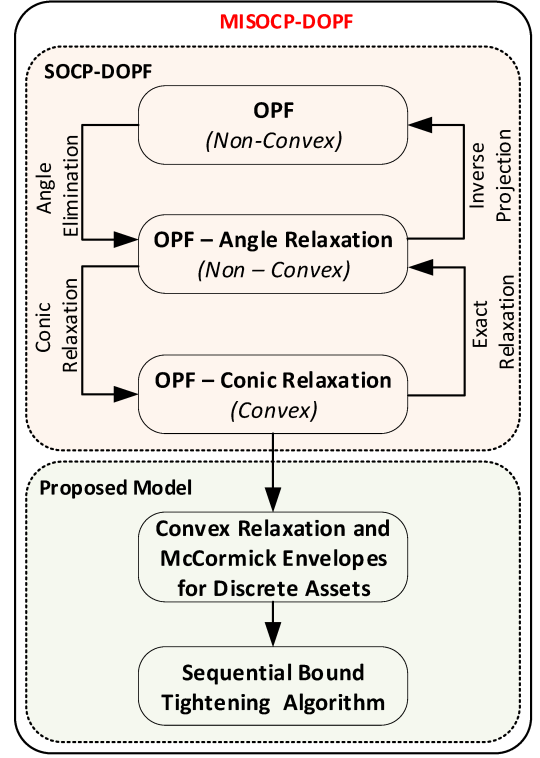 MISOCP-DOPF
SOCP-DOPF
OPF
(Non-Convex)
Angle
Elimination
Inverse
Projection
OPF – Angle Relaxation
(Non – Convex)
Conic
Relaxation
Exact
Relaxation
OPF – Conic Relaxation
(Convex)
Proposed Model
Convex Relaxation and
McCormick Envelopes
for Discrete Assets
Sequential Bound
Tightening Algorithm